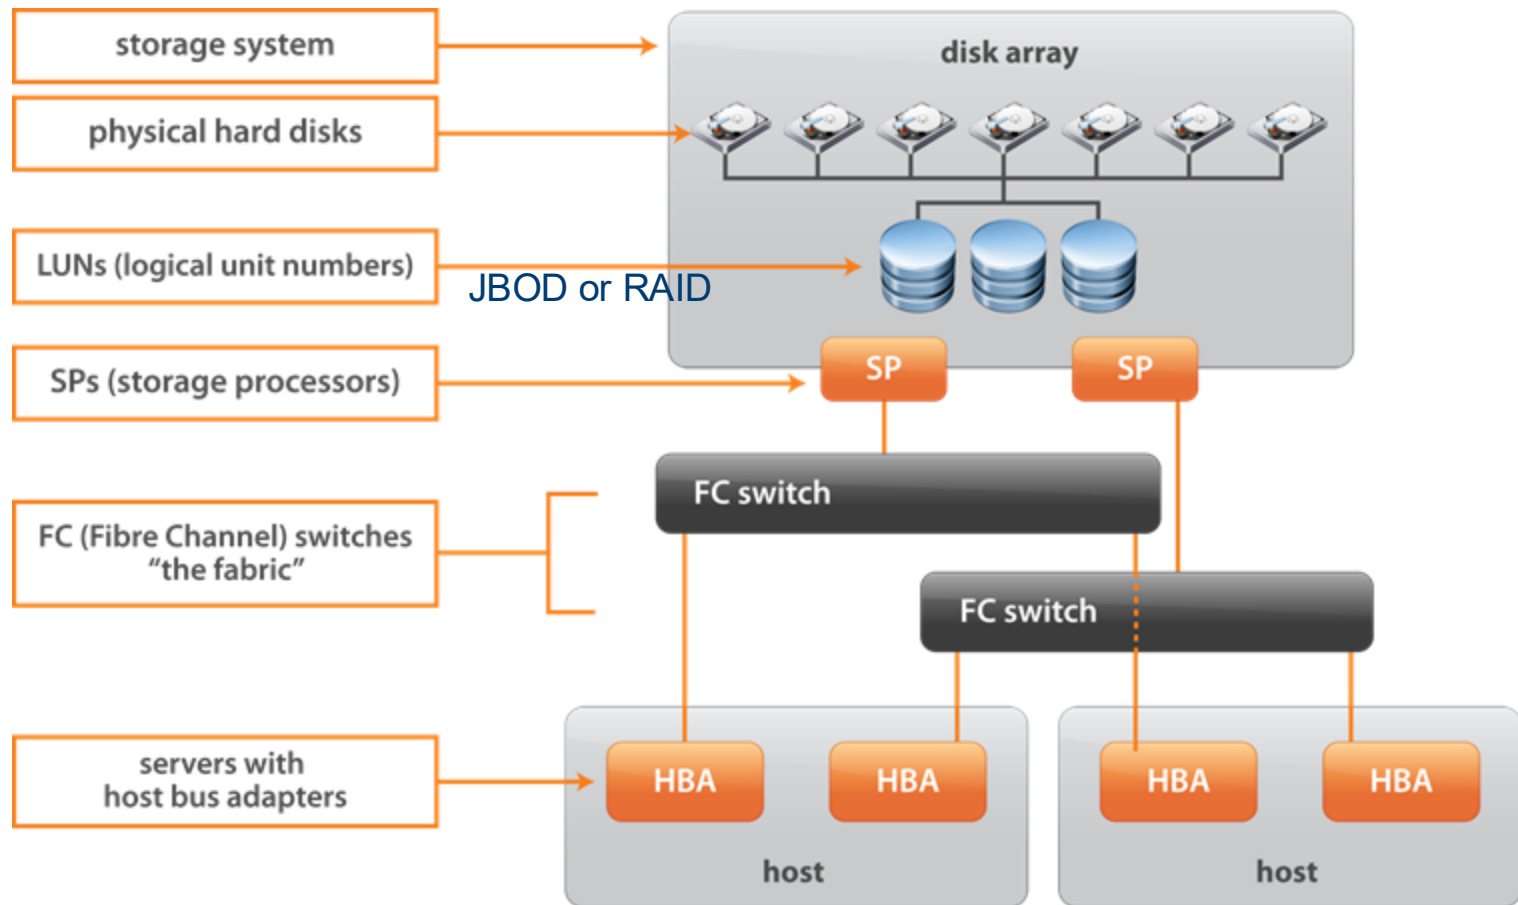 storage system
disk array
physical hard disks
LUNs (logical unit numbers)
JBOD or RAID
SPs (storage processors)
SP
SP
FC switch
FC (Fibre Channel) switches
“the fabric”
FC switch
servers with
host bus adapters
HBA
HBA
HBA
HBA
host
host